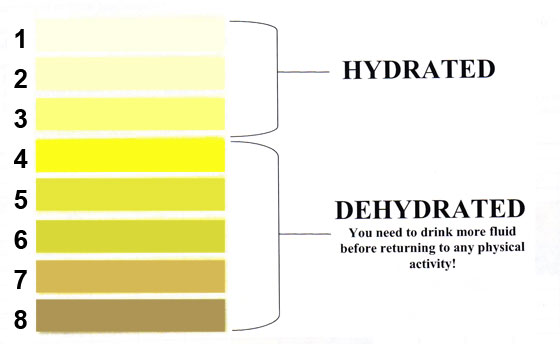 1
2
3
4
5
6
7
8
HYDRATED
DEHYDRATED
You need to drink more fluid
before returning to any physical
activity!